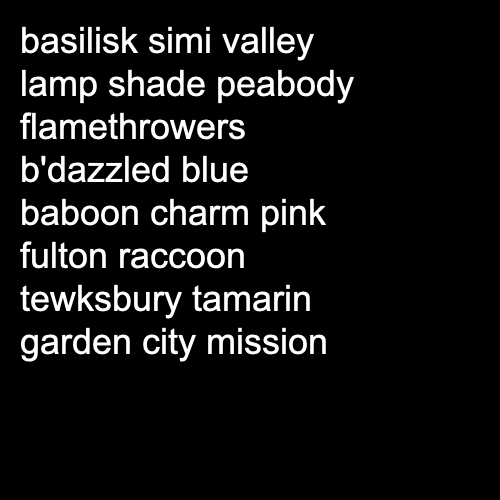 basilisk simi valley
lamp shade peabody
flamethrowers
b'dazzled blue
baboon charm pink
fulton raccoon
tewksbury tamarin
garden city mission